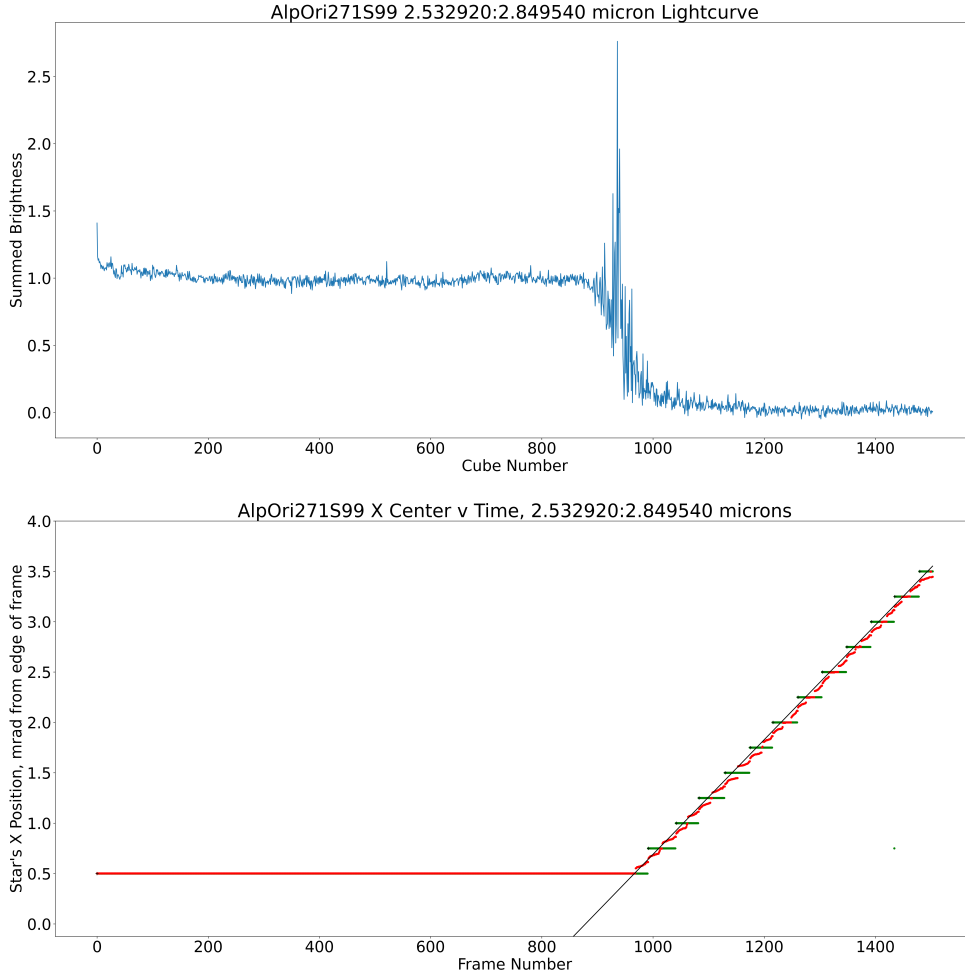 AlpOri271S99 2.532920:2.849540 micron Lightcurve
Summed Brightness
2.5
2.0
1.5
1.0
0.5
0.0
0 200 400 600 800 1000 1200 1400
Cube Number
AlpOri271S99 X Center v Time, 2.532920:2.849540 microns
Star's X Position, mrad from edge of frame
4.0
3.5
3.0
2.5
2.0
1.5
1.0
0.5
0.0
0 200 400 600 800 1000 1200 1400
Frame Number